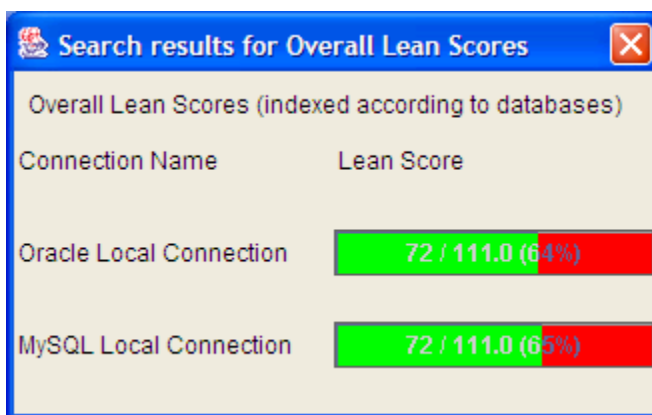 Search results for Overall Lean Scores
Overall Lean Scores (indexed according to databases)
Connection Name Lean Score
Oracle Local Connection 72 / 111.0 (64%)
MySQL Local Connection 72 / 111.0 (65%)